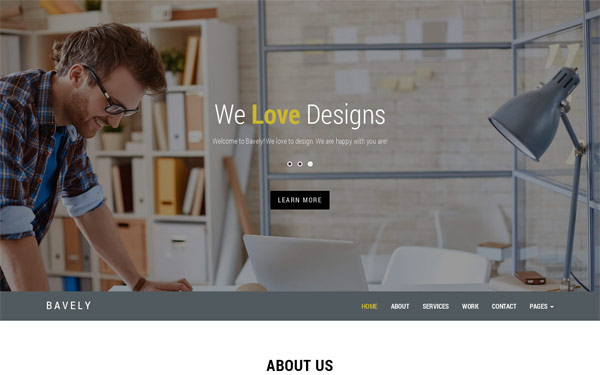 We Love Designs
Welcome to Bavely! We love to design. We are happy with you are!
LEARN MORE
BAVELY
HOME ABOUT SERVICES WORK CONTACT PAGES
ABOUT US